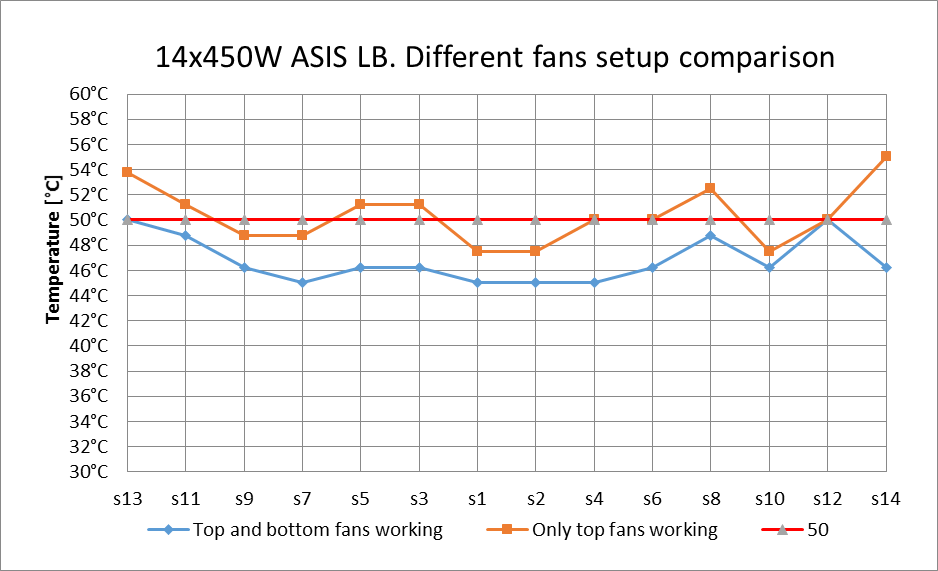 14x450W ASIS LB. Different fans setup comparison
Temperature [°C]
60°C
58°C
56°C
54°C
52°C
50°C
48°C
46°C
44°C
42°C
40°C
38°C
36°C
34°C
32°C
30°C
s13 s11 s9 s7 s5 s3 s1 s2 s4 s6 s8 s10 s12 s14
Top and bottom fans working Only top fans working 50